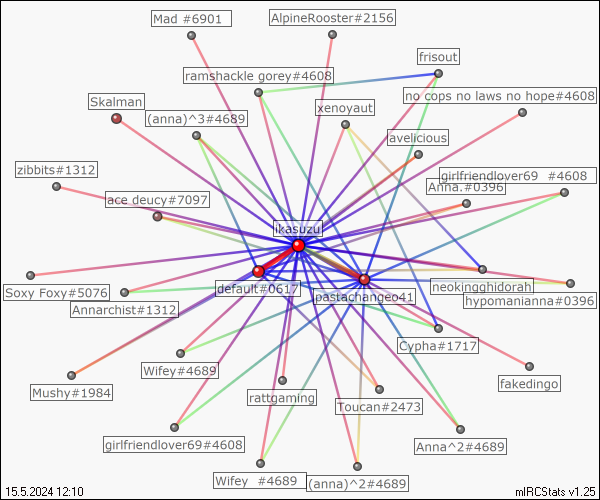 Mad #6901
AlpineRooster#2156
frisout
ramshackle gorey#4608
no cops no laws no hope#4608
Skalman
xenoyaut
(anna)^3#4689
avelicious
zibbits#1312
girlfriendlover69 #4608
Anna.#0396
ace deucy#7097
ikasuzu
Soxy Foxy#5076
default#0617
neokingghidorah
pastachangeo41
hypomanianna#0396
Annarchist#1312
Cypha#1717
Wifey#4689
fakedingo
Mushy#1984
rattgaming
Toucan#2473
girlfriendlover69#4608
Anna^2#4689
Wifey #4689
(anna)^2#4689
15.5.2024 12:10
mIRCStats v1.25